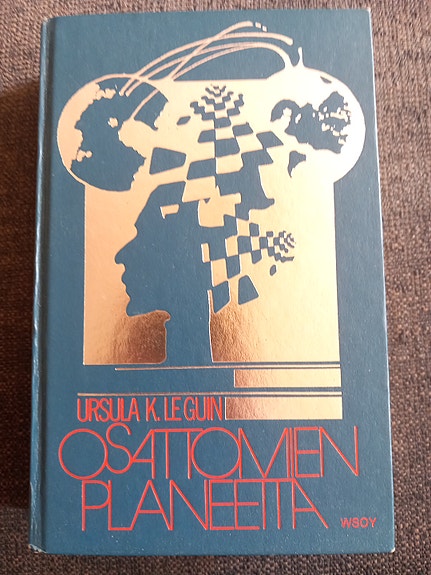 URSULA K. LE GUIN
OSATTOMIEN
PLANEETTA
WSOY